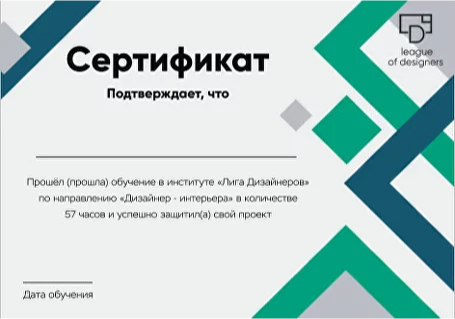 Сертификат
league
of designers
Подтверждает, что
Прошёл (прошла) обучение в институте «Лига Дизайнеров»
по направлению «Дизайнер - интерьера» в количестве
57 часов и успешно защитил(а) свой проект
Дата обучения